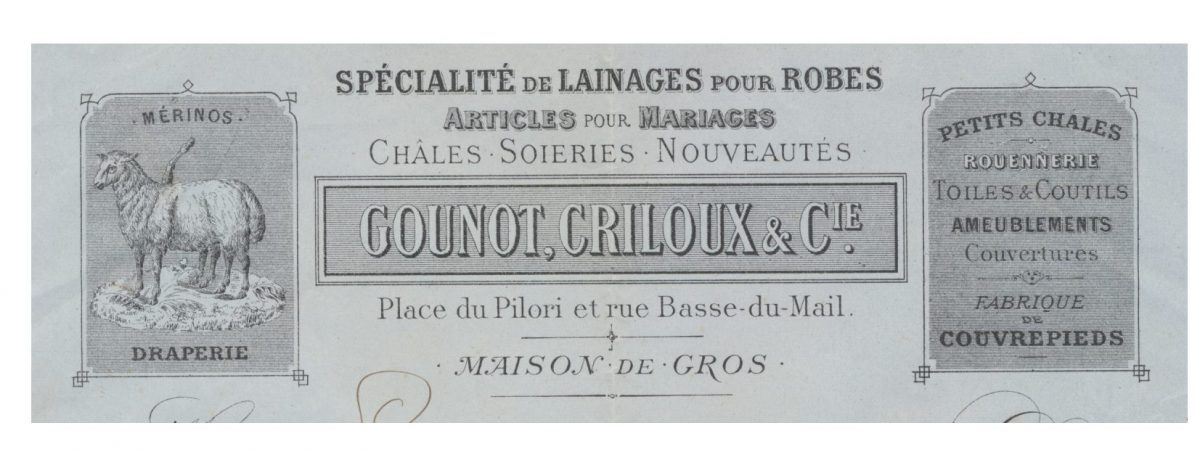 MÉRINOS.
DRAPERIE
SPÉCIALITÉ DE LAINAGES POUR ROBES
ARTICLES POUR MARIAGES
CHÂLES · SOIERIES · NOUVEAUTÉS
GOUNOT, CRILOUX & CIE.
Place du Pilori et rue Basse-du-Mail.
· MAISON · DE · GROS ·
PETITS CHALES
ROUENNERIE
TOILES & COUTILS
AMEUBLEMENTS
Couvertures
FABRIQUE
DE
COUVREPIEDS